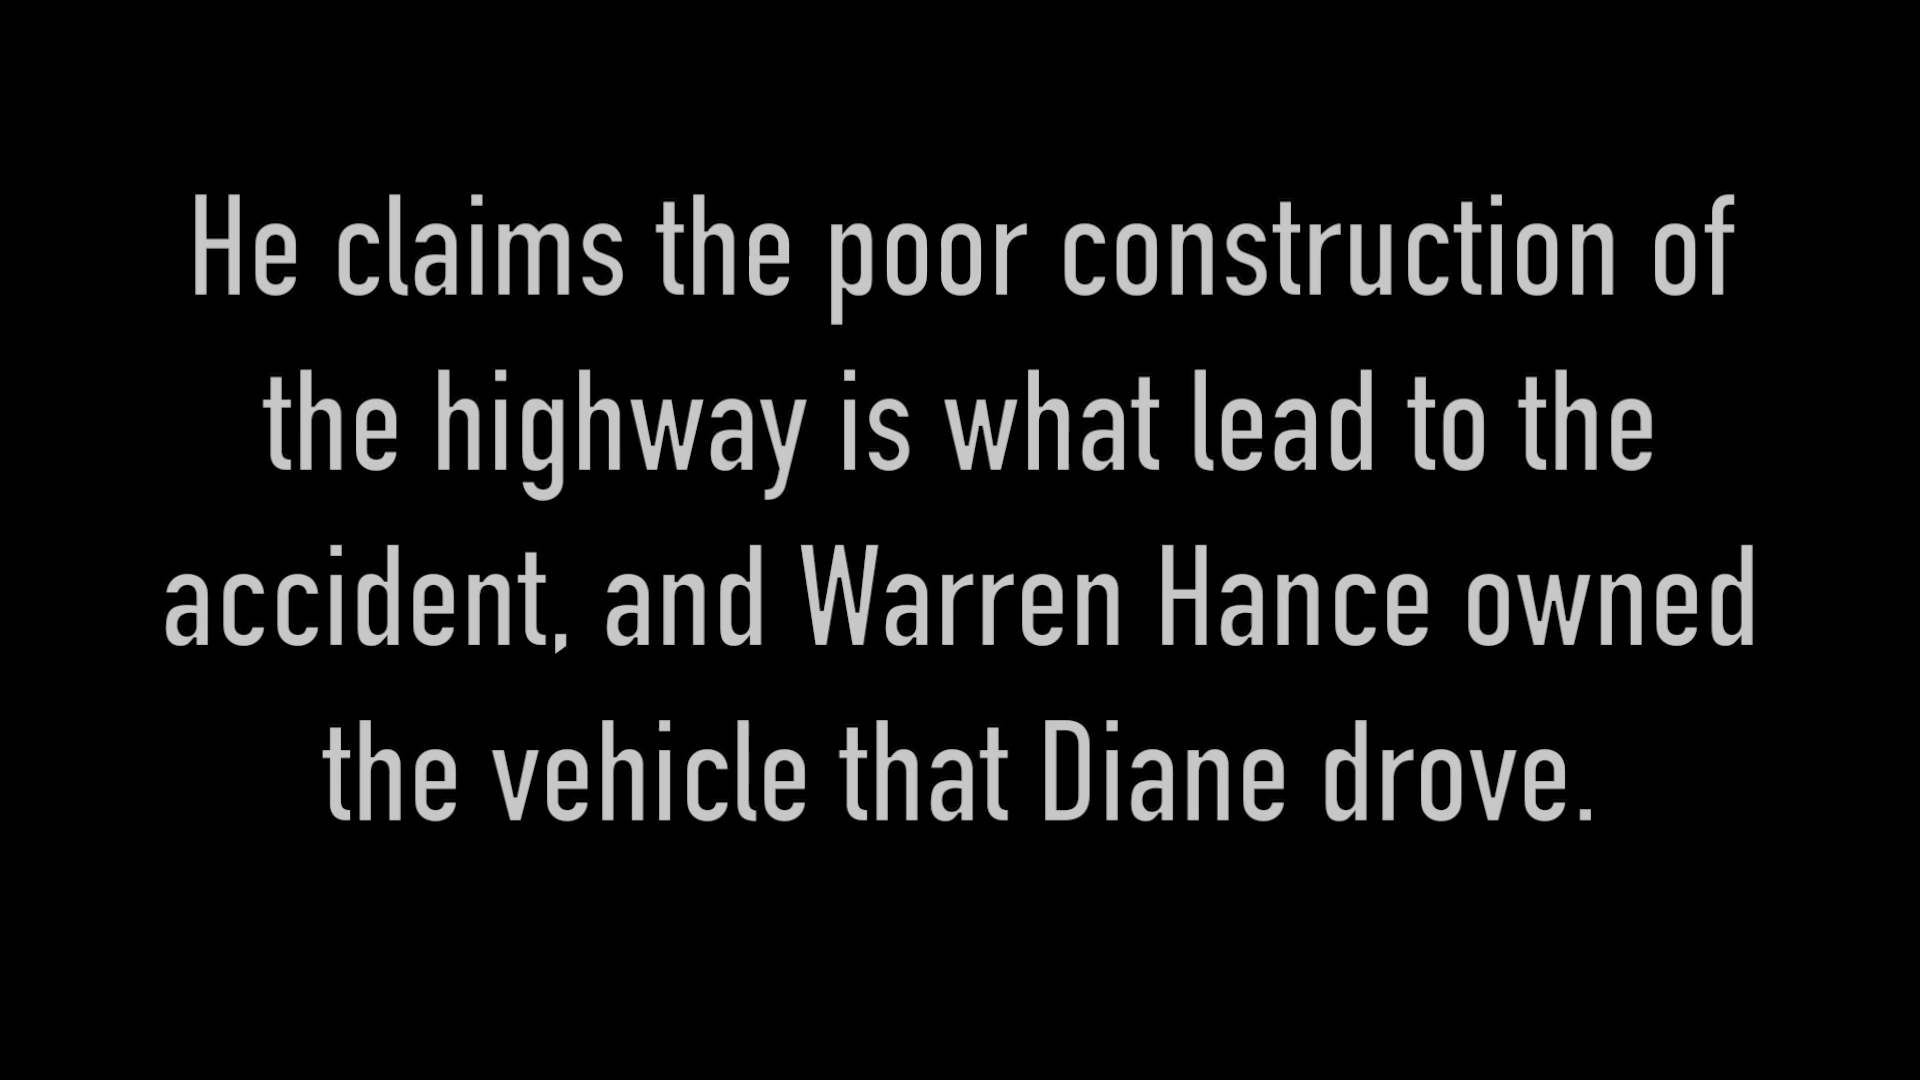 He claims the poor construction of
the highway is what lead to the
accident, and Warren Hance owned
the vehicle that Diane drove.